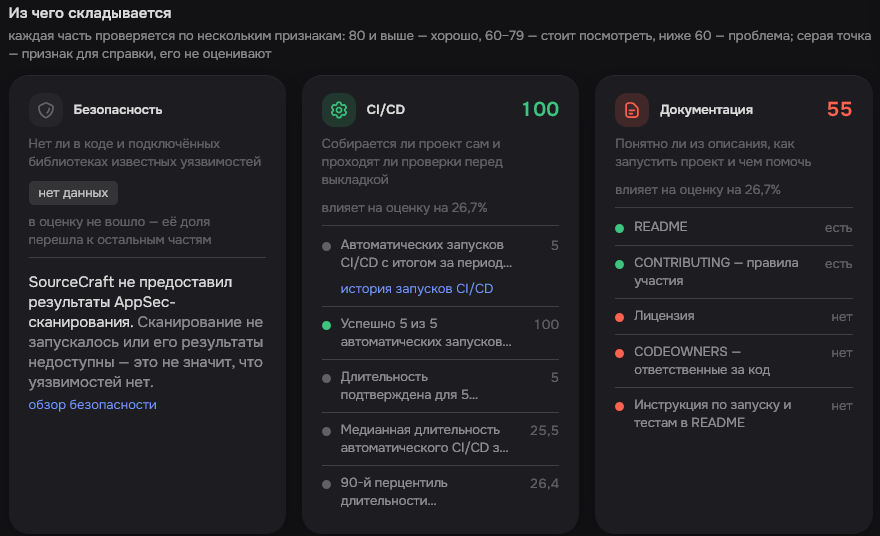 Из чего складывается
каждая часть проверяется по нескольким признакам: 80 и выше — хорошо, 60–79 — стоит посмотреть, ниже 60 — проблема; серая точка
— признак для справки, его не оценивают
Безопасность
Нет ли в коде и подключённых
библиотеках известных уязвимостей
нет данных
в оценку не вошло — её доля
перешла к остальным частям
SourceCraft не предоставил
результаты AppSec-
сканирования. Сканирование не
запускалось или его результаты
недоступны — это не значит, что
уязвимостей нет.
обзор безопасности
CI/CD 100
Собирается ли проект сам и
проходят ли проверки перед
выкладкой
влияет на оценку на 26,7%
Автоматических запусков 5
CI/CD с итогом за период…
история запусков CI/CD
Успешно 5 из 5 100
автоматических запусков…
Длительность 5
подтверждена для 5…
Медианная длительность 25,5
автоматического CI/CD з…
90-й перцентиль 26,4
длительности…
Документация 55
Понятно ли из описания, как
запустить проект и чем помочь
влияет на оценку на 26,7%
README есть
CONTRIBUTING — правила есть
участия
Лицензия нет
CODEOWNERS — нет
ответственные за код
Инструкция по запуску и нет
тестам в README